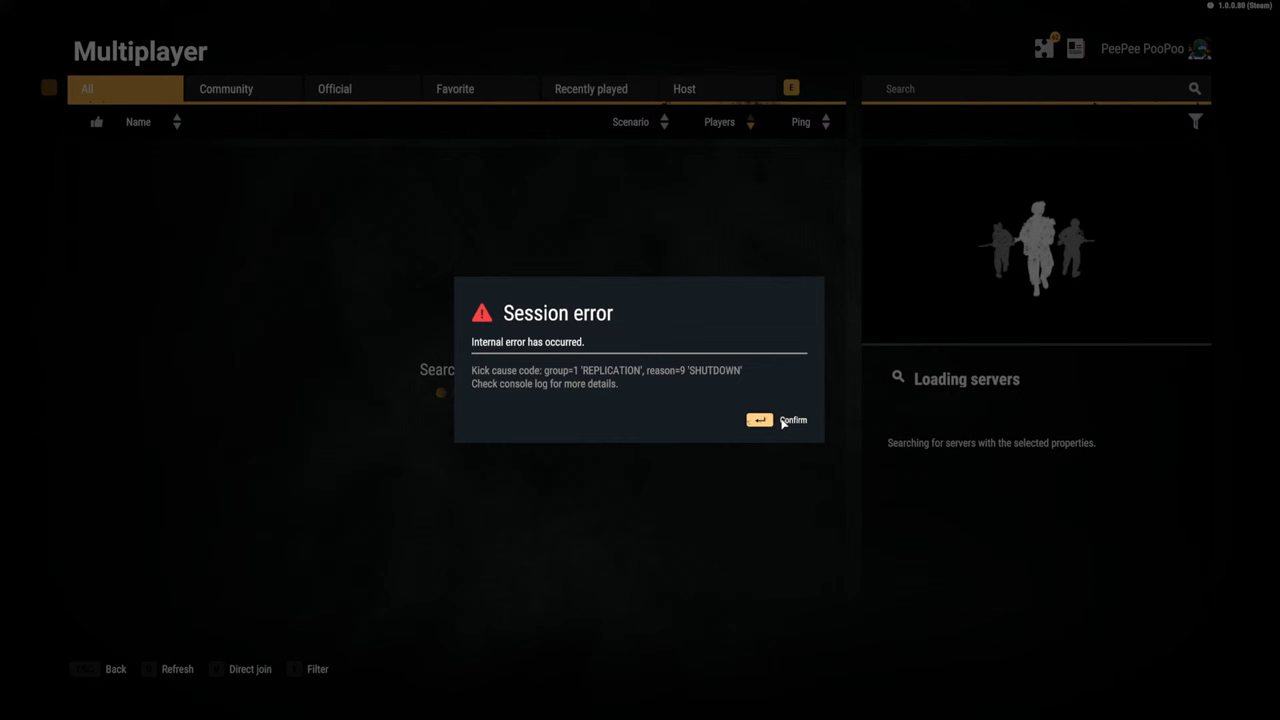 1.0.0.80 (Steam)
Multiplayer
PeePee PooPoo
All
Community
Official
Favorite
Recently played
Host
E
Search
Name
Scenario
Players
Ping
Searc
Session error
Internal error has occurred.
Kick cause code: group=1 'REPLICATION', reason=9 'SHUTDOWN'
Check console log for more details.
Confirm
Loading servers
Searching for servers with the selected properties.
Back
Refresh
Direct join
Filter